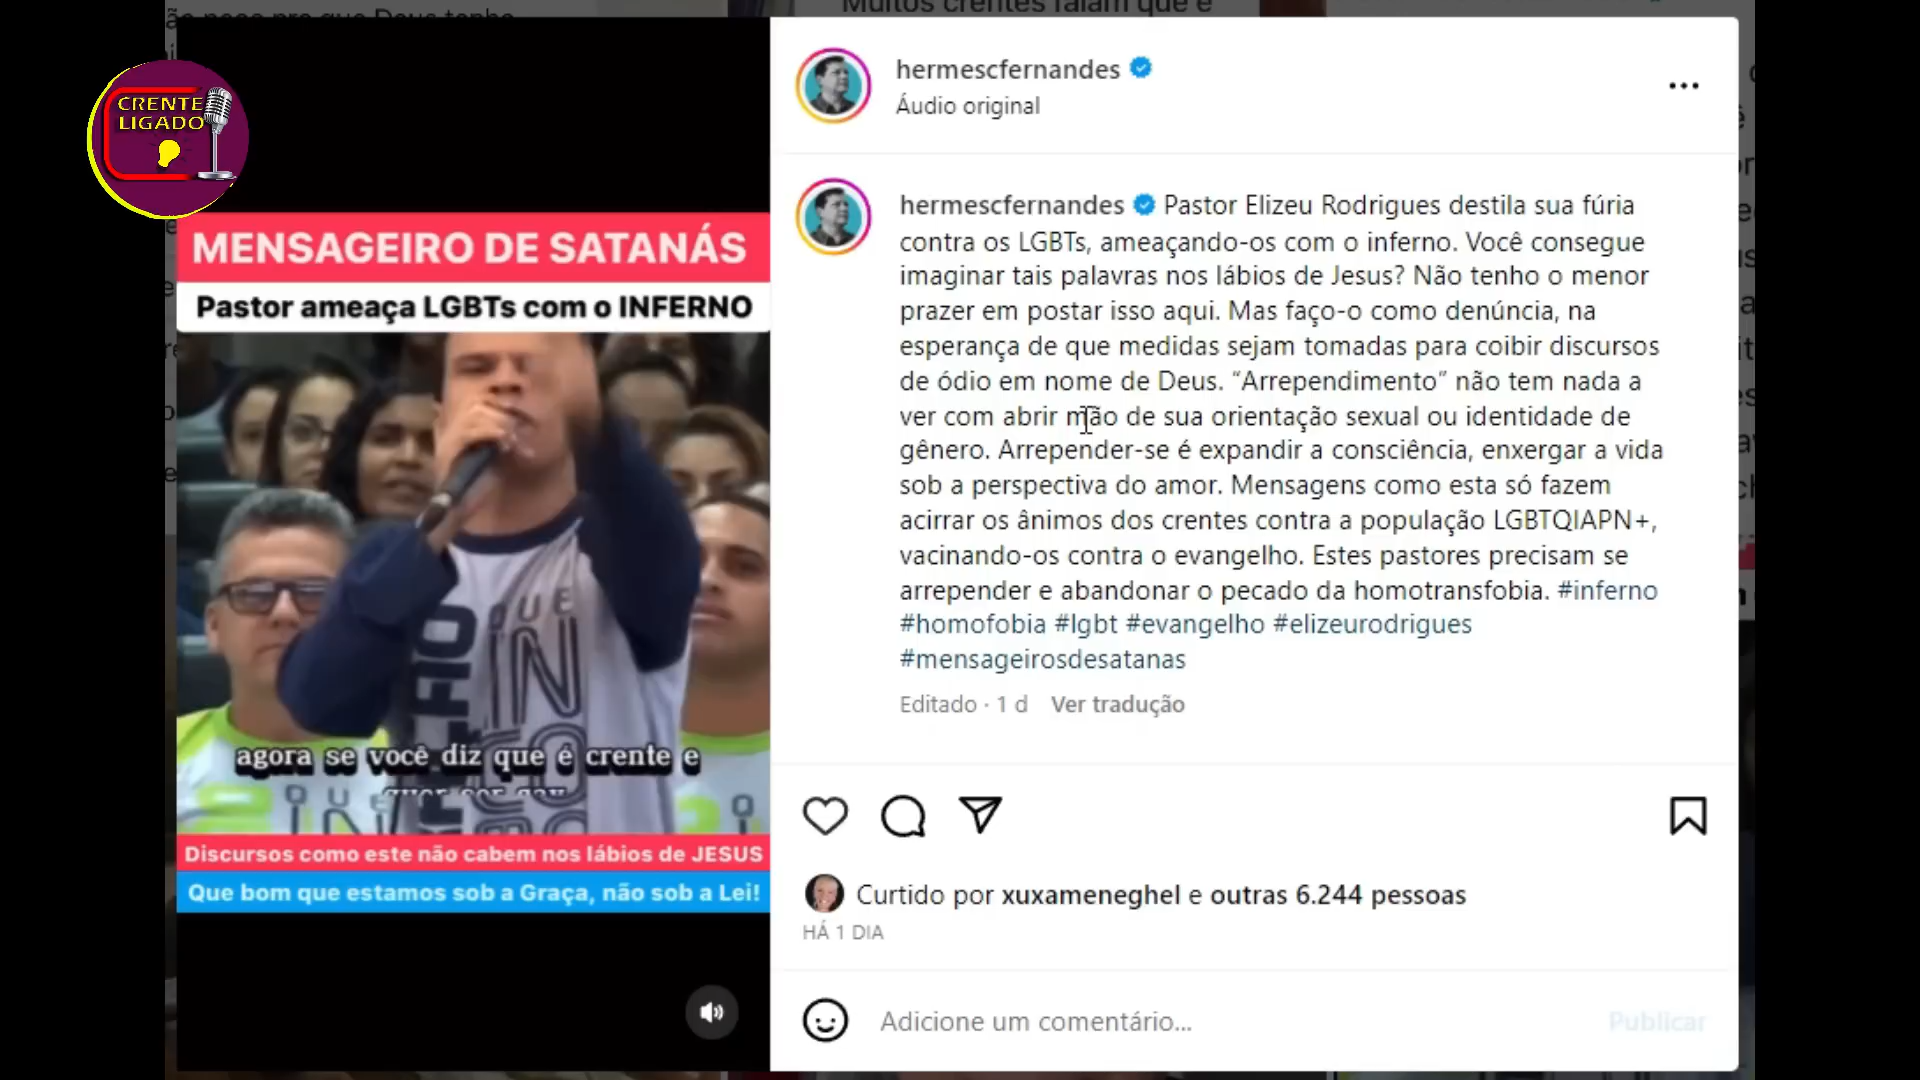 Muitos crentes falam que é
CRENTE
LIGADO
MENSAGEIRO DE SATANÁS
Pastor ameaça LGBTs com o INFERNO
agora se você diz que é crente e
quer ser gay
Discursos como este não cabem nos lábios de JESUS
Que bom que estamos sob a Graça, não sob a Lei!
hermescfernandes
Áudio original
hermescfernandes Pastor Elizeu Rodrigues destila sua fúria
contra os LGBTs, ameaçando-os com o inferno. Você consegue
imaginar tais palavras nos lábios de Jesus? Não tenho o menor
prazer em postar isso aqui. Mas faço-o como denúncia, na
esperança de que medidas sejam tomadas para coibir discursos
de ódio em nome de Deus. “Arrependimento” não tem nada a
ver com abrir mão de sua orientação sexual ou identidade de
gênero. Arrepender-se é expandir a consciência, enxergar a vida
sob a perspectiva do amor. Mensagens como esta só fazem
acirrar os ânimos dos crentes contra a população LGBTQIAPN+,
vacinando-os contra o evangelho. Estes pastores precisam se
arrepender e abandonar o pecado da homotransfobia. #inferno
#homofobia #lgbt #evangelho #elizeurodrigues
#mensageirosdesatanas
Editado · 1 d Ver tradução
Curtido por xuxameneghel e outras 6.244 pessoas
HÁ 1 DIA
Adicione um comentário...
Publicar